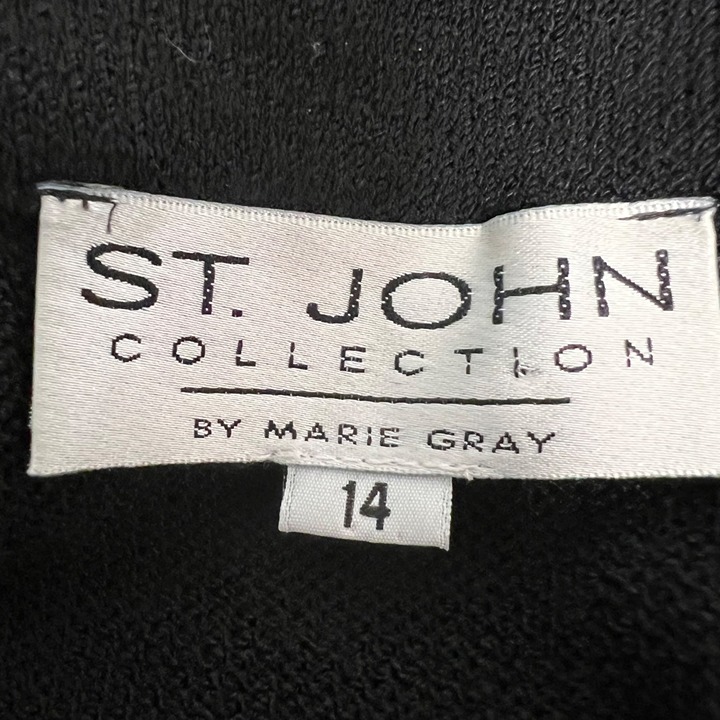 ST. JOHN
COLLECTION
BY MARIE GRAY
14